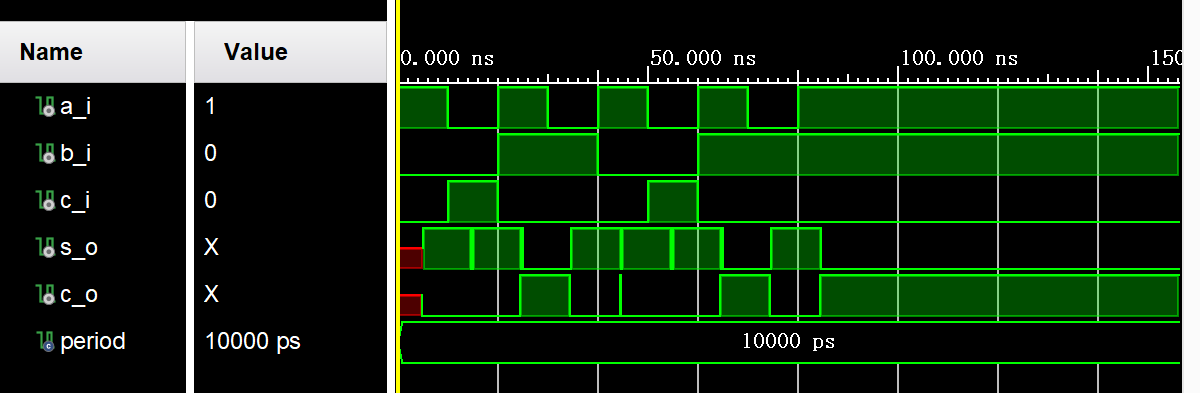 Name Value
0.000 ns 50.000 ns 100.000 ns 150
a_i 1
b_i 0
c_i 0
s_o X
c_o X
period 10000 ps 10000 ps